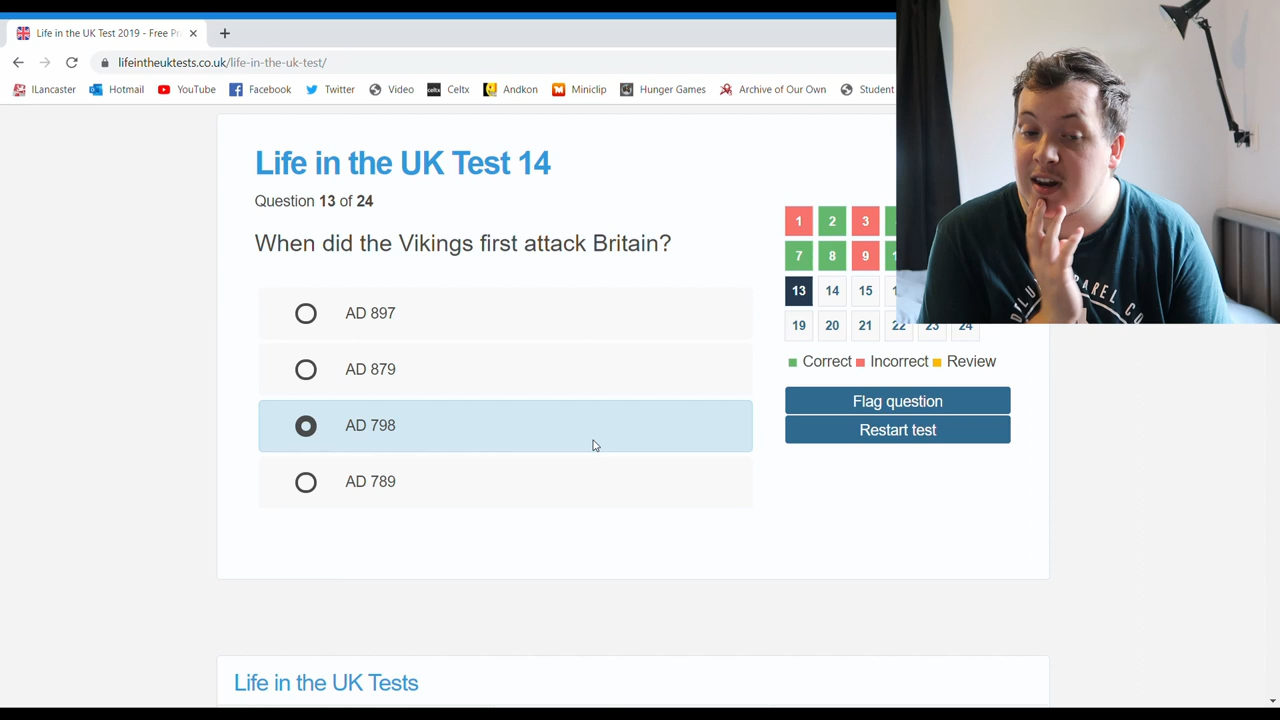 Life in the UK Test 2019 - Free Pr
lifeintheuktests.co.uk/life-in-the-uk-test/
ILancaster Hotmail YouTube Facebook Twitter Video Celtx Andkon Miniclip Hunger Games Archive of Our Own Student
Life in the UK Test 14
Question 13 of 24
When did the Vikings first attack Britain?
AD 897
AD 879
AD 798
AD 789
1 2 3
7 8 9
13 14 15
19 20 21 22 23 24
Correct Incorrect Review
Flag question
Restart test
Life in the UK Tests